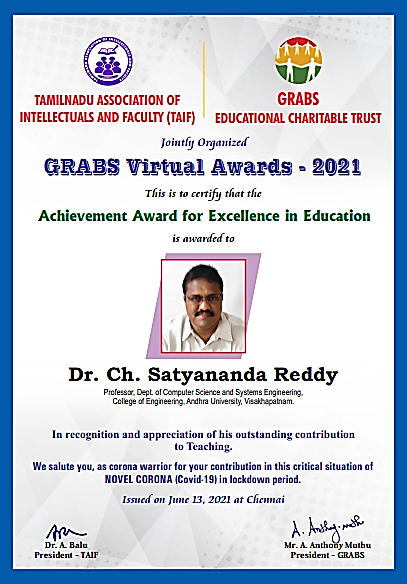 TAMILNADU ASSOCIATION OF
INTELLECTUALS AND FACULTY (TAIF)
GRABS
EDUCATIONAL CHARITABLE TRUST
Jointly Organized
GRABS Virtual Awards - 2021
This is to certify that the
Achievement Award for Excellence in Education
is awarded to
Dr. Ch. Satyananda Reddy
Professor, Dept. of Computer Science and Systems Engineering,
College of Engineering, Andhra University, Visakhapatnam.
In recognition and appreciation of his outstanding contribution
to Teaching.
We salute you, as corona warrior for your contribution in this critical situation of
NOVEL CORONA (Covid-19) in lockdown period.
Issued on June 13, 2021 at Chennai
Dr. A. Balu
President - TAIF
Mr. A. Anthony Muthu
President - GRABS